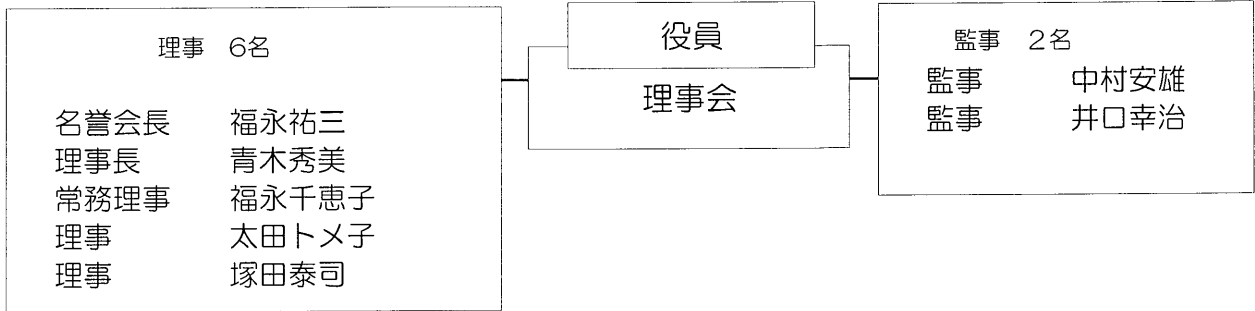 理事 6名
名誉会長 福永祐三
理事長 青木秀美
常務理事 福永千恵子
理事 太田トメ子
理事 塚田泰司
役員
理事会
監事 2名
監事 中村安雄
監事 井口幸治